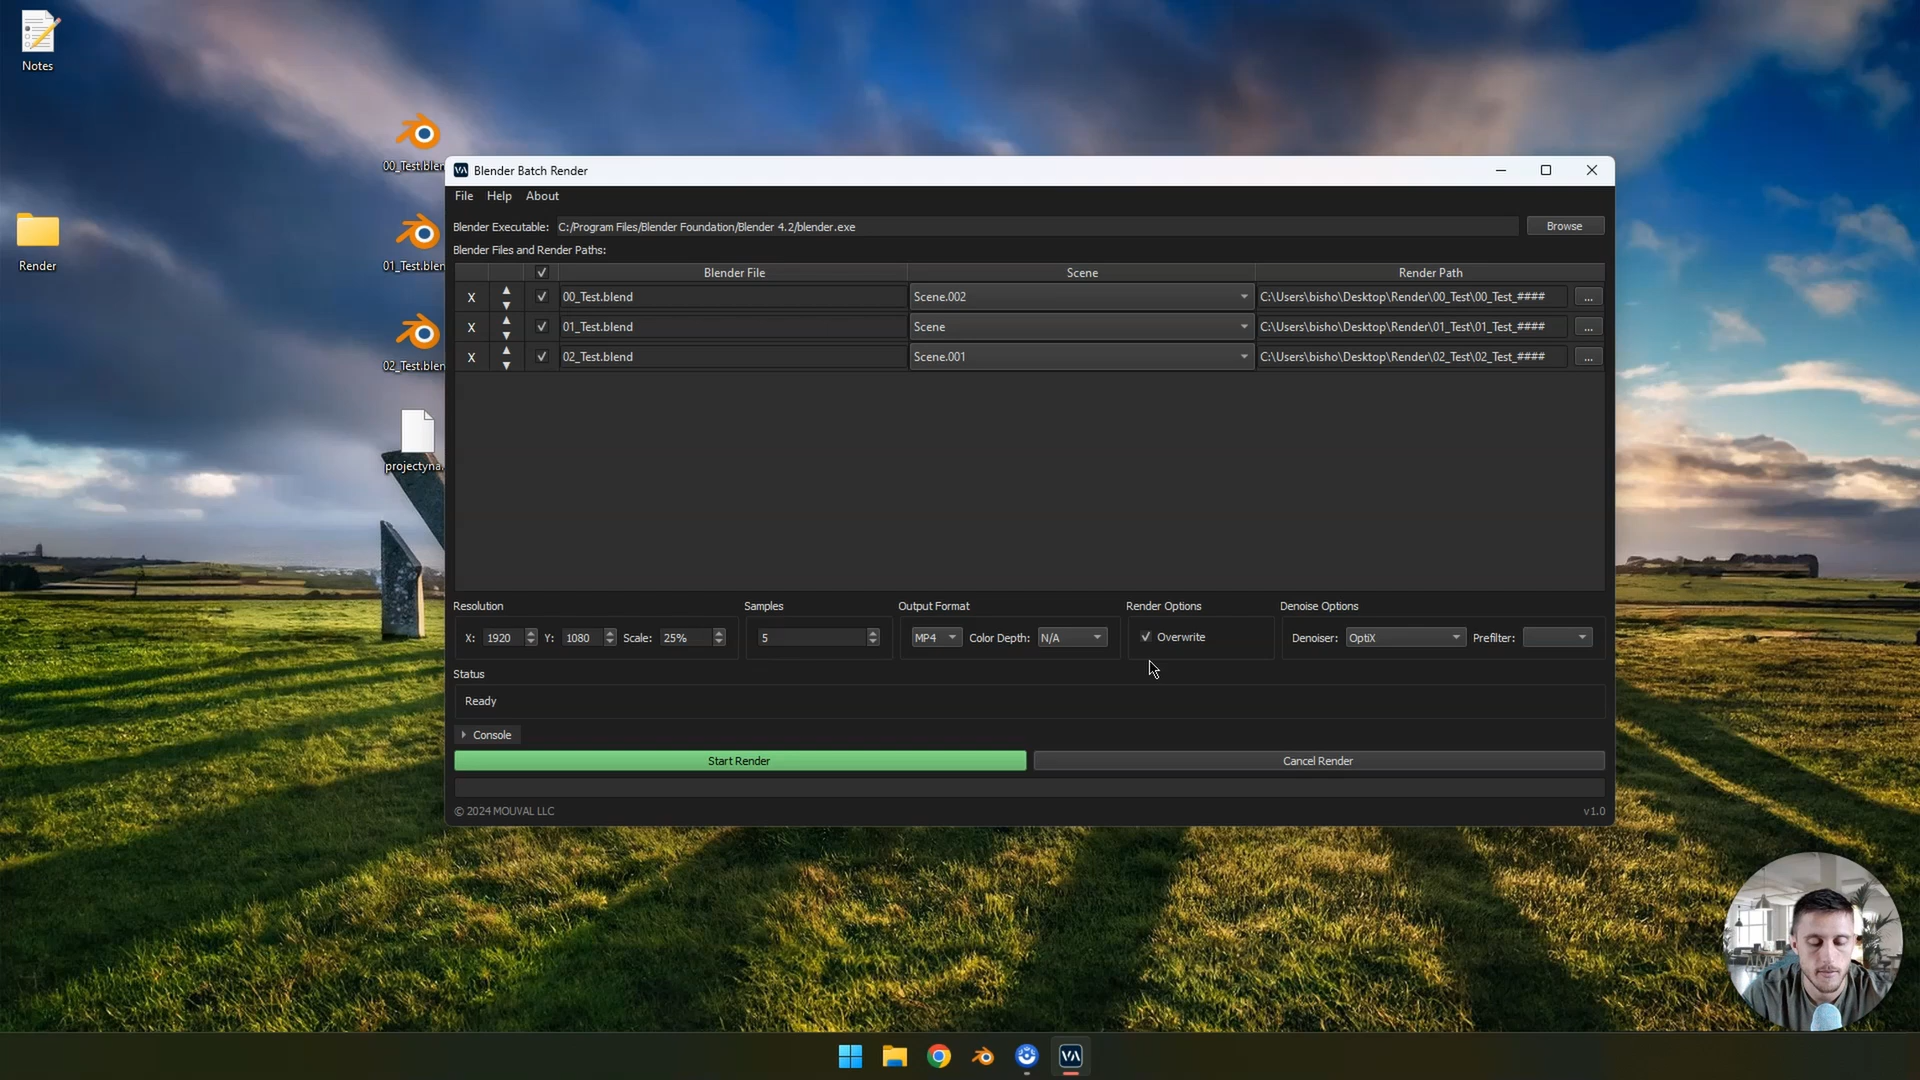 Notes
Render
00_Test.blen
01_Test.blen
02_Test.blen
projectyna
VA Blender Batch Render
File Help About
Blender Executable: C:/Program Files/Blender Foundation/Blender 4.2/blender.exe Browse
Blender Files and Render Paths:
Blender File Scene Render Path
X 00_Test.blend Scene.002 C:\Users\bisho\Desktop\Render\00_Test\00_Test_#### ...
X 01_Test.blend Scene C:\Users\bisho\Desktop\Render\01_Test\01_Test_#### ...
X 02_Test.blend Scene.001 C:\Users\bisho\Desktop\Render\02_Test\02_Test_#### ...
Resolution Samples Output Format Render Options Denoise Options
X: 1920 Y: 1080 Scale: 25% 5 MP4 Color Depth: N/A Overwrite Denoiser: OptiX Prefilter:
Status
Ready
Console
Start Render Cancel Render
© 2024 MOUVAL LLC v1.0
VA